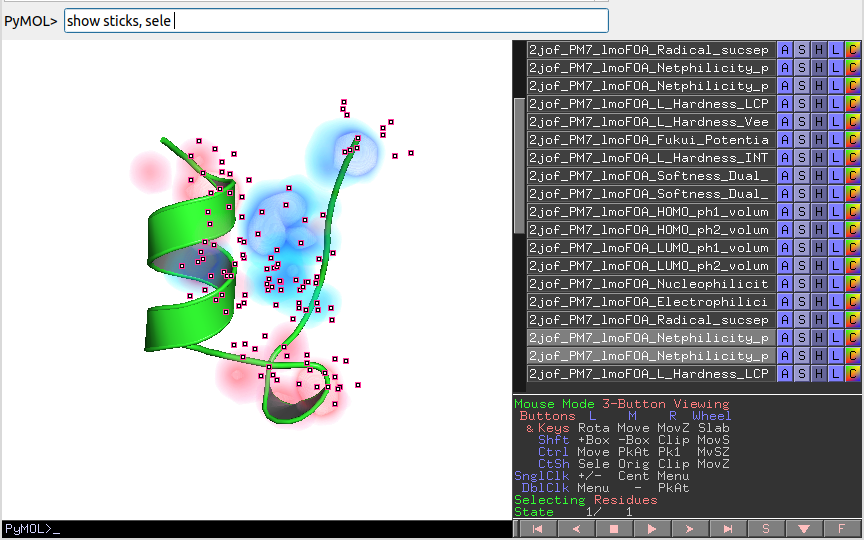 PyMOL> show sticks, sele
2jof_PM7_lmoFOA_Radical_sucsep A S H L C
2jof_PM7_lmoFOA_Netphilicity_p A S H L C
2jof_PM7_lmoFOA_Netphilicity_p A S H L C
2jof_PM7_lmoFOA_L_Hardness_LCP A S H L C
2jof_PM7_lmoFOA_L_Hardness_Vee A S H L C
2jof_PM7_lmoFOA_Fukui_Potentia A S H L C
2jof_PM7_lmoFOA_L_Hardness_INT A S H L C
2jof_PM7_lmoFOA_Softness_Dual_ A S H L C
2jof_PM7_lmoFOA_Softness_Dual_ A S H L C
2jof_PM7_lmoFOA_HOMO_ph1_volum A S H L C
2jof_PM7_lmoFOA_HOMO_ph2_volum A S H L C
2jof_PM7_lmoFOA_LUMO_ph1_volum A S H L C
2jof_PM7_lmoFOA_LUMO_ph2_volum A S H L C
2jof_PM7_lmoFOA_Nucleophilicit A S H L C
2jof_PM7_lmoFOA_Electrophilici A S H L C
2jof_PM7_lmoFOA_Radical_sucsep A S H L C
2jof_PM7_lmoFOA_Netphilicity_p A S H L C
2jof_PM7_lmoFOA_Netphilicity_p A S H L C
2jof_PM7_lmoFOA_L_Hardness_LCP A S H L C
Mouse Mode 3-Button Viewing
Buttons L M R Wheel
& Keys Rota Move MovZ Slab
Shft +Box -Box Clip MovS
Ctrl Move PkAt Pk1 MvSZ
CtSh Sele Orig Clip MovZ
SnglClk +/- Cent Menu
DblClk Menu - PkAt
Selecting Residues
State 1/ 1
PyMOL>_
S F